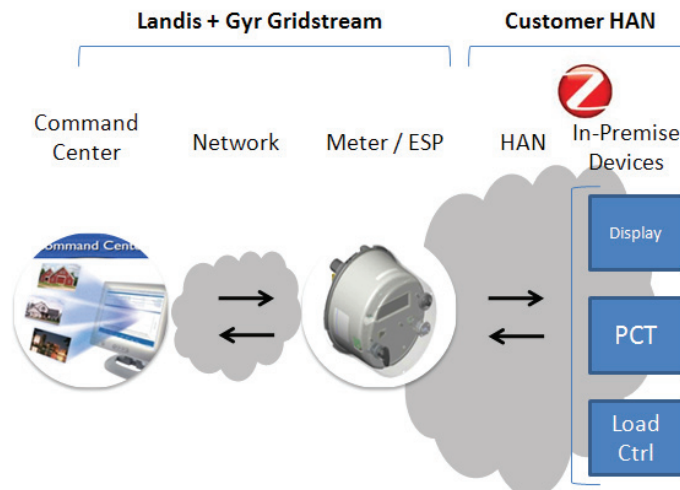 Landis + Gyr Gridstream
Customer HAN
Command
Center
Network
Meter / ESP
HAN
In-Premise
Devices
Command Center
Display
PCT
Load
Ctrl